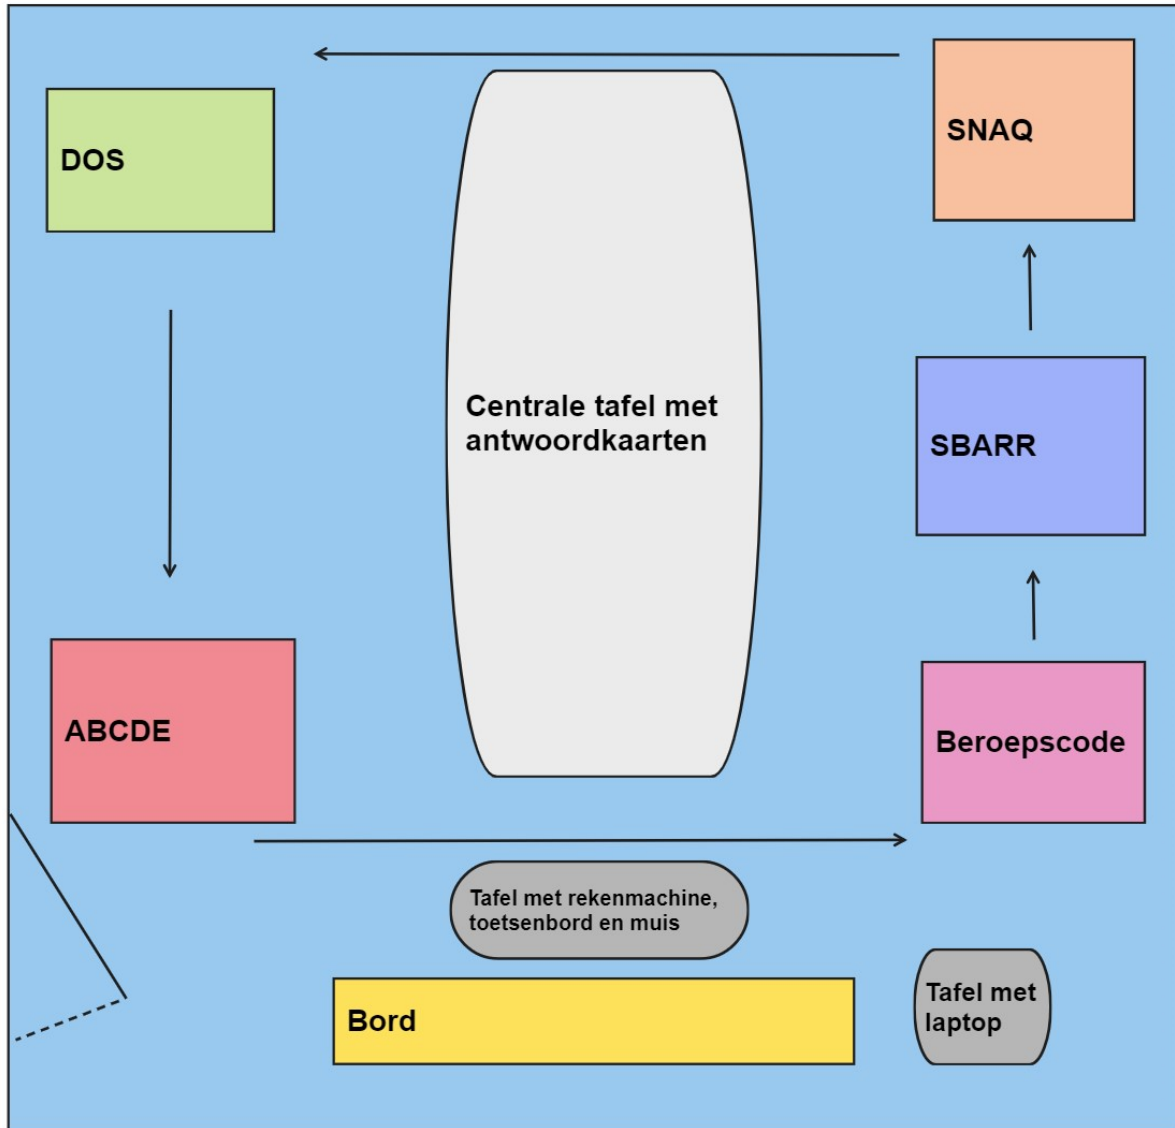 SNAQ
DOS
Centrale tafel met
antwoordkaarten
SBARR
ABCDE
Beroepscode
Tafel met rekenmachine,
toetsenbord en muis
Bord
Tafel met
laptop